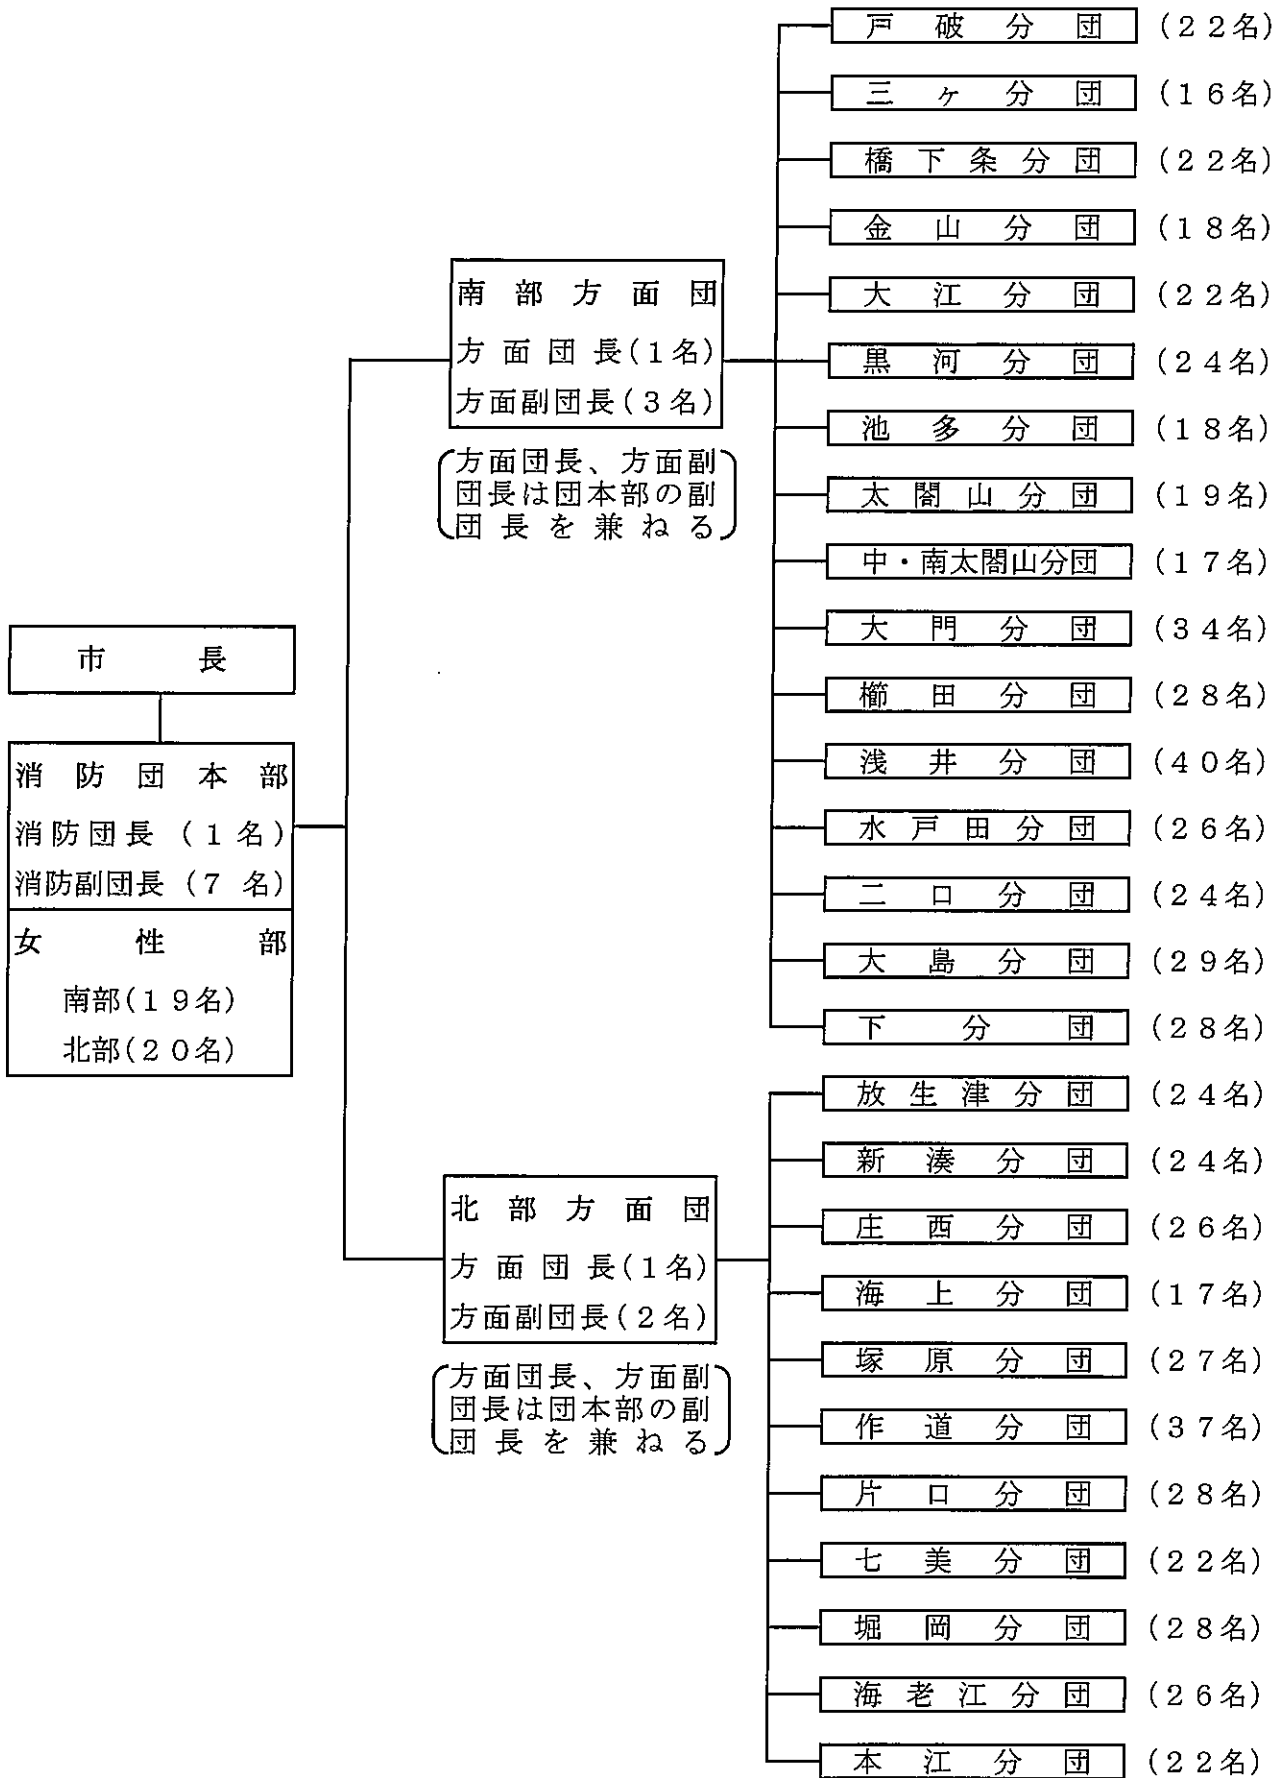 市長
消防団本部
消防団長（１名）
消防副団長（７名）
女性部
南部（１９名）
北部（２０名）
南部方面団
方面団長（１名）
方面副団長（３名）
方面団長、方面副
団長は団本部の副
団長を兼ねる
戸破分団（２２名）
三ヶ分団（１６名）
橋下条分団（２２名）
金山分団（１８名）
大江分団（２２名）
黒河分団（２４名）
池多分団（１８名）
太閤山分団（１９名）
中・南太閤山分団（１７名）
大門分団（３４名）
櫛田分団（２８名）
浅井分団（４０名）
水戸田分団（２６名）
二口分団（２４名）
大島分団（２９名）
下分団（２８名）
北部方面団
方面団長（１名）
方面副団長（２名）
方面団長、方面副
団長は団本部の副
団長を兼ねる
放生津分団（２４名）
新湊分団（２４名）
庄西分団（２６名）
海上分団（１７名）
塚原分団（２７名）
作道分団（３７名）
片口分団（２８名）
七美分団（２２名）
堀岡分団（２８名）
海老江分団（２６名）
本江分団（２２名）